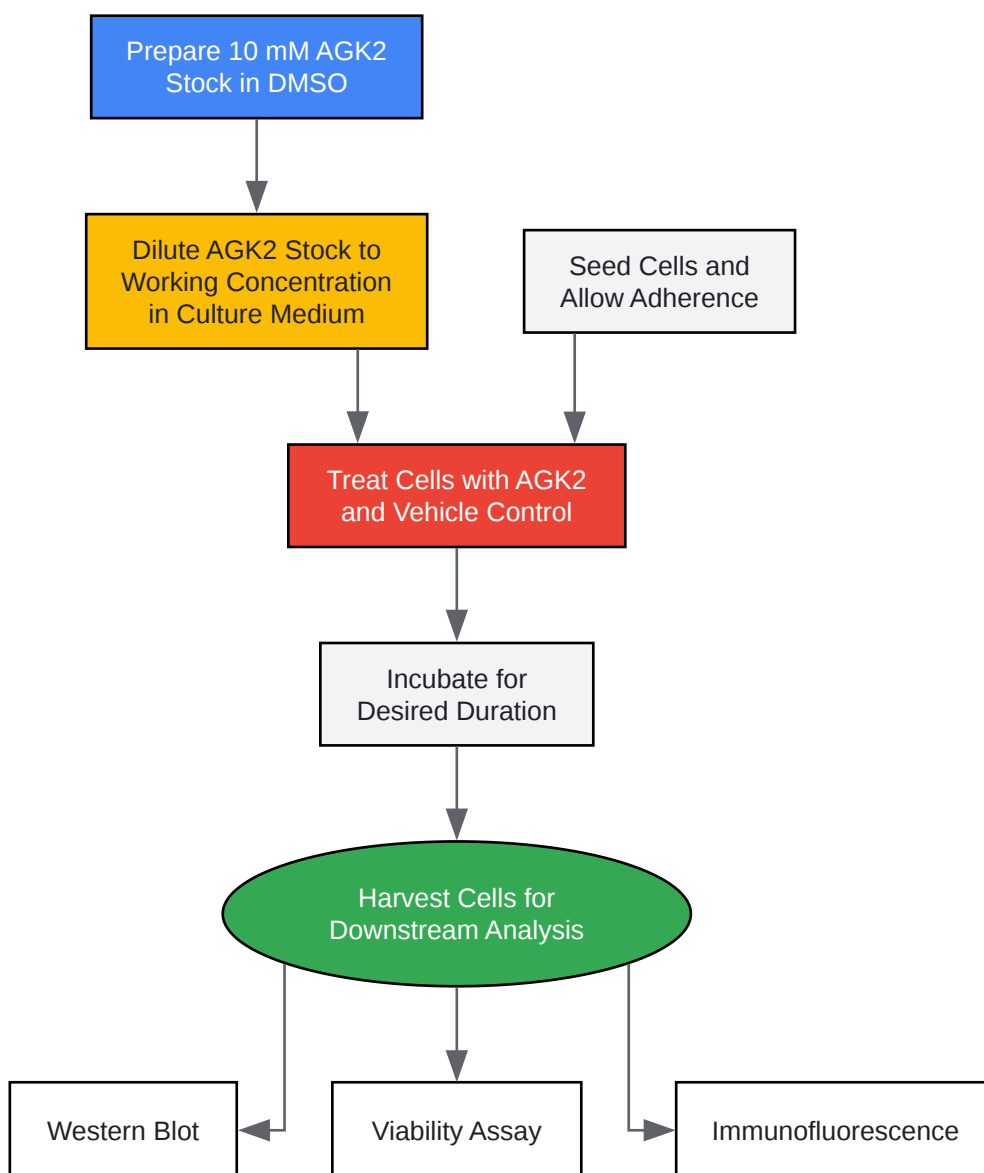 Prepare 10 mM AGK2
Stock in DMSO
Dilute AGK2 Stock to
Working Concentration
in Culture Medium
Seed Cells and
Allow Adherence
Treat Cells with AGK2
and Vehicle Control
Incubate for
Desired Duration
Harvest Cells for
Downstream Analysis
Western Blot
Viability Assay
Immunofluorescence